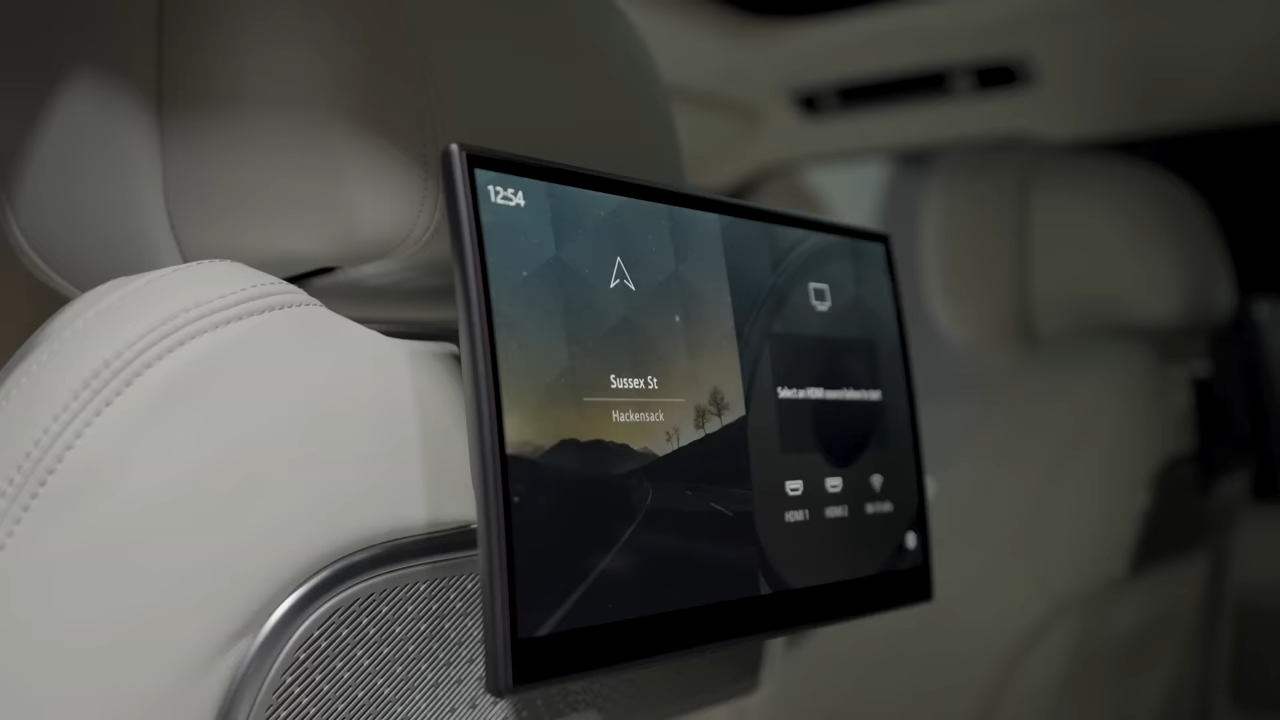 12:54
Sussex St
Hackensack
Select an HDMI source below to start
HDMI 1
HDMI 2